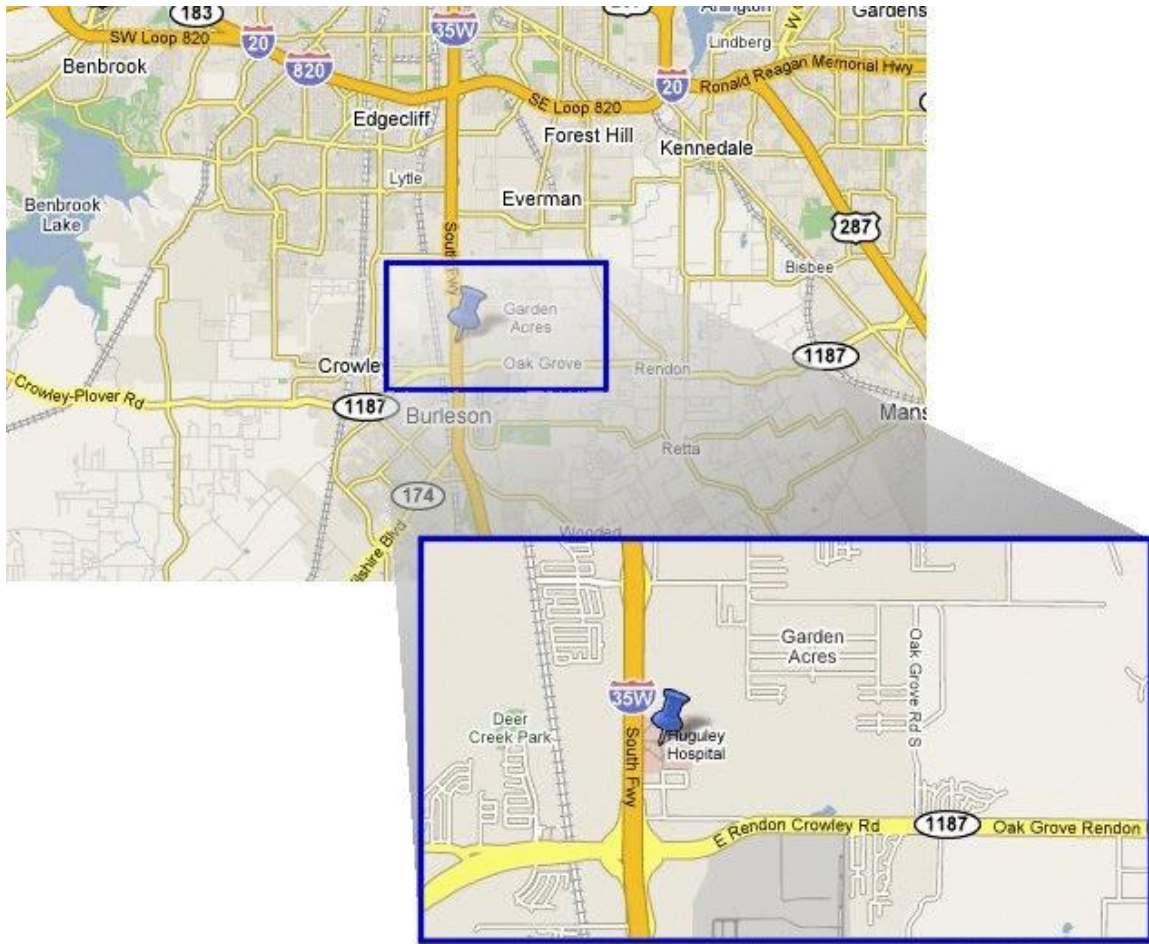 183
35W
SW Loop 820
20
820
Benbrook
Gardens
Lindberg
20
Ronald Reagan Memorial Hwy
SE Loop 820
Edgecliff
Forest Hill
Kennedale
Lytle
Everman
Benbrook
Lake
287
South Fwy
Bisbee
Garden
Acres
Crowley
Oak Grove
Rendon
1187
Crowley-Plover Rd
1187
Burleson
Mans
Retta
174
Wooded
lshire Blvd
Garden
Acres
Oak Grove Rd S
35W
Deer
Creek Park
Huguley
Hospital
South Fwy
E Rendon Crowley Rd
1187
Oak Grove Rendon